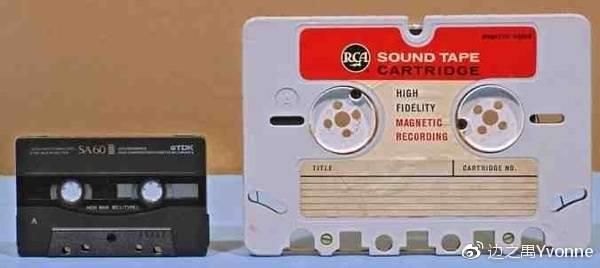 SA60
TDK
A
RCA SOUND TAPE
CARTRIDGE
HIGH
FIDELITY
MAGNETIC
RECORDING
TITLE
CARTRIDGE NO.
边之禹Yvonne